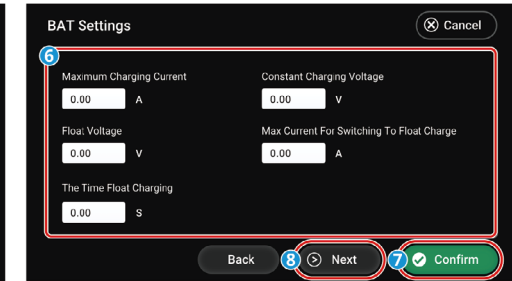 BAT Settings
Cancel
6
Maximum Charging Current
Constant Charging Voltage
0.00 A
0.00 V
Float Voltage
Max Current For Switching To Float Charge
0.00 V
0.00 A
The Time Float Charging
0.00 S
Back
8 Next
7 Confirm